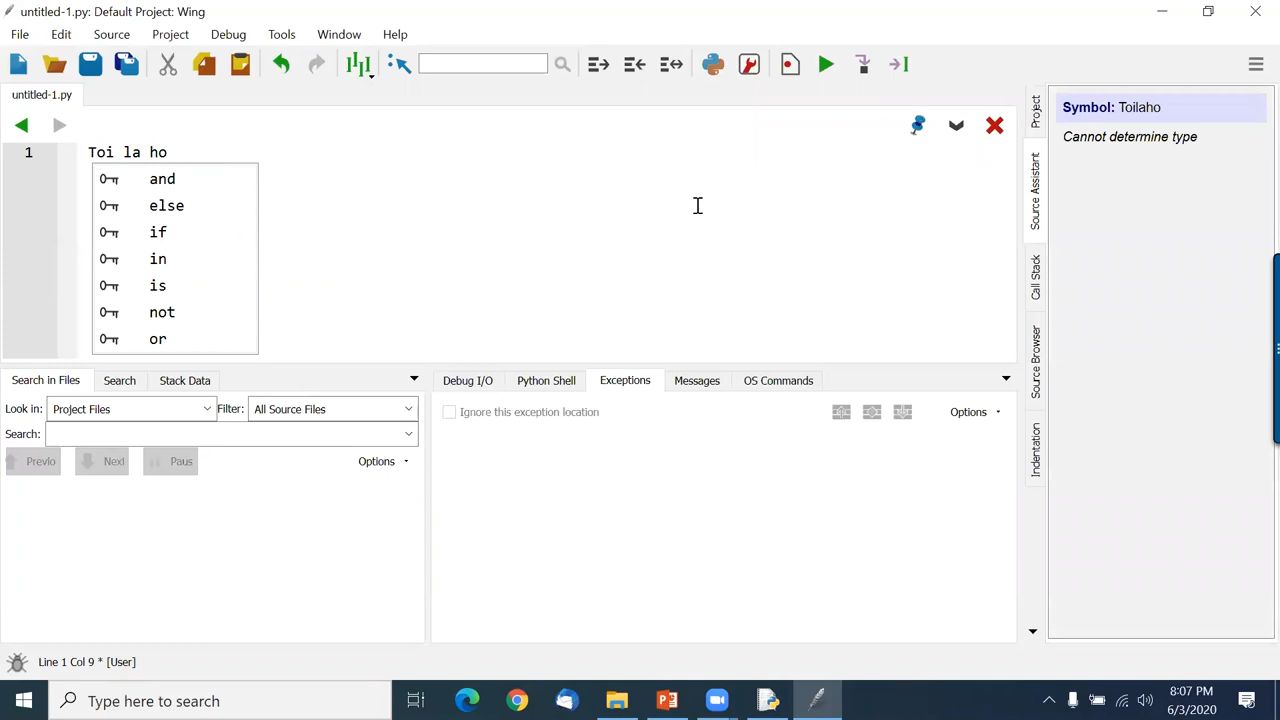 untitled-1.py: Default Project: Wing
File Edit Source Project Debug Tools Window Help
untitled-1.py
1 Toi la ho
and
else
if
in
is
not
or
Project
Source Assistant
Call Stack
Source Browser
Indentation
Symbol: Toilaho
Cannot determine type
Search in Files Search Stack Data
Look in: Project Files Filter: All Source Files
Search:
Previo Next Paus Options
Debug I/O Python Shell Exceptions Messages OS Commands
Ignore this exception location Options
Line 1 Col 9 * [User]
Type here to search
8:07 PM
6/3/2020